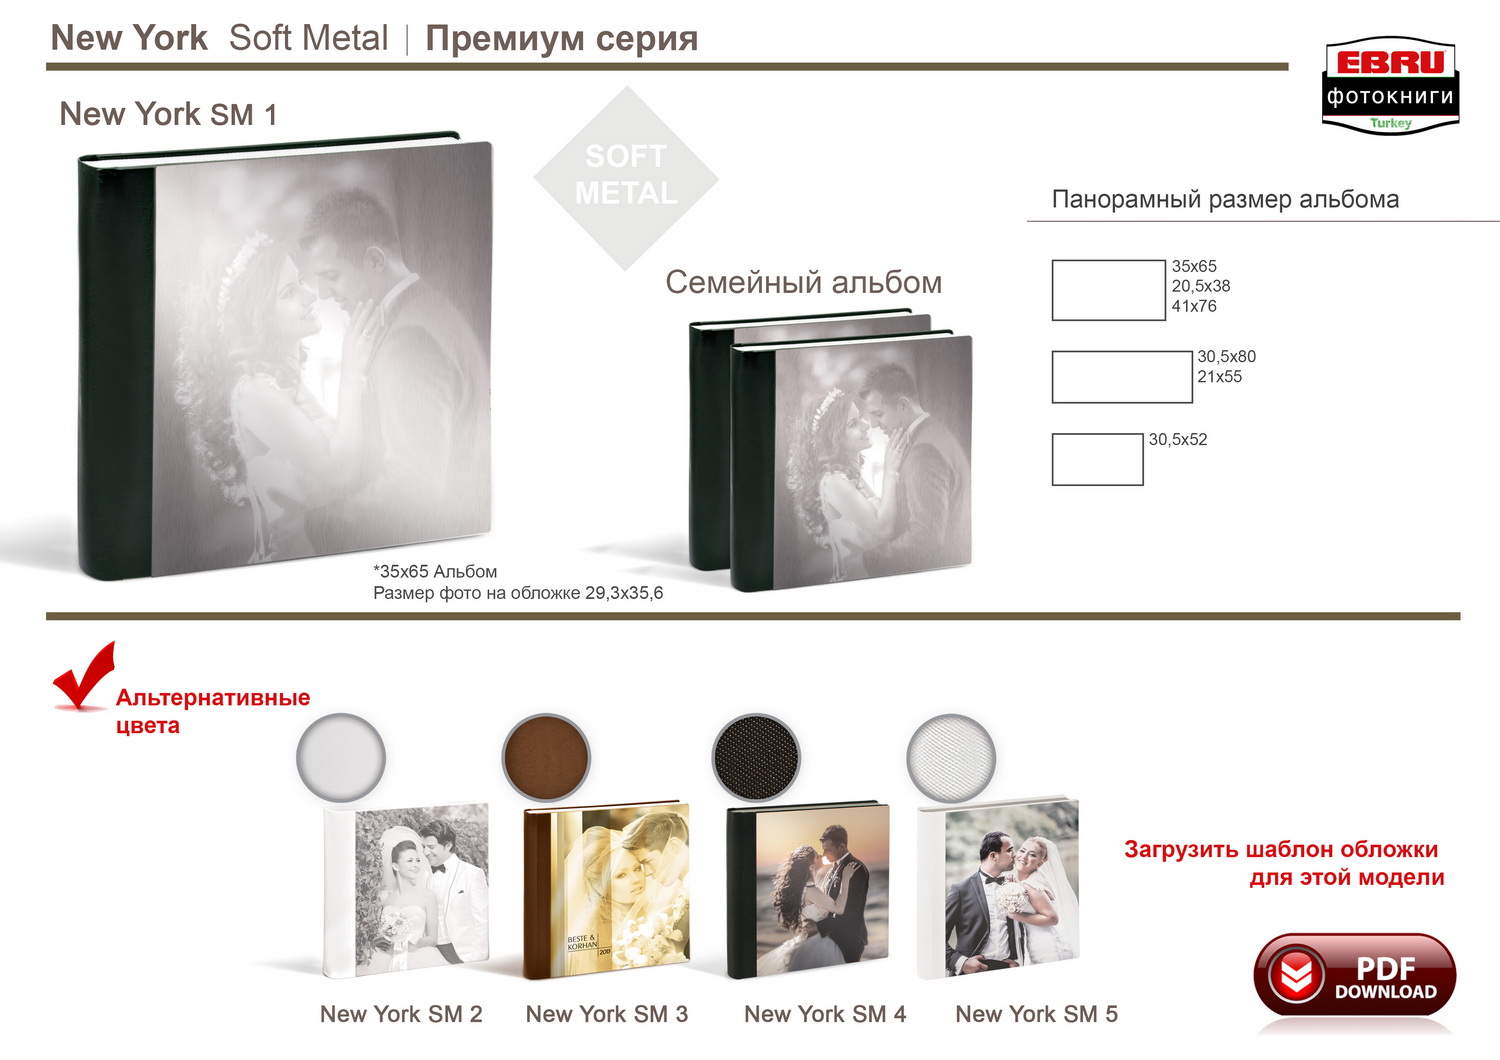 New York Soft Metal | Премиум серия
EBRU
фотокниги
Turkey
New York SM 1
SOFT
METAL
Панорамный размер альбома
35x65
20,5x38
41x76
30,5x80
21x55
30,5x52
Семейный альбом
*35x65 Альбом
Размер фото на обложке 29,3x35,6
Альтернативные
цвета
BESTE &
KORHAN
2011
Загрузить шаблон обложки
для этой модели
PDF
DOWNLOAD
New York SM 2
New York SM 3
New York SM 4
New York SM 5